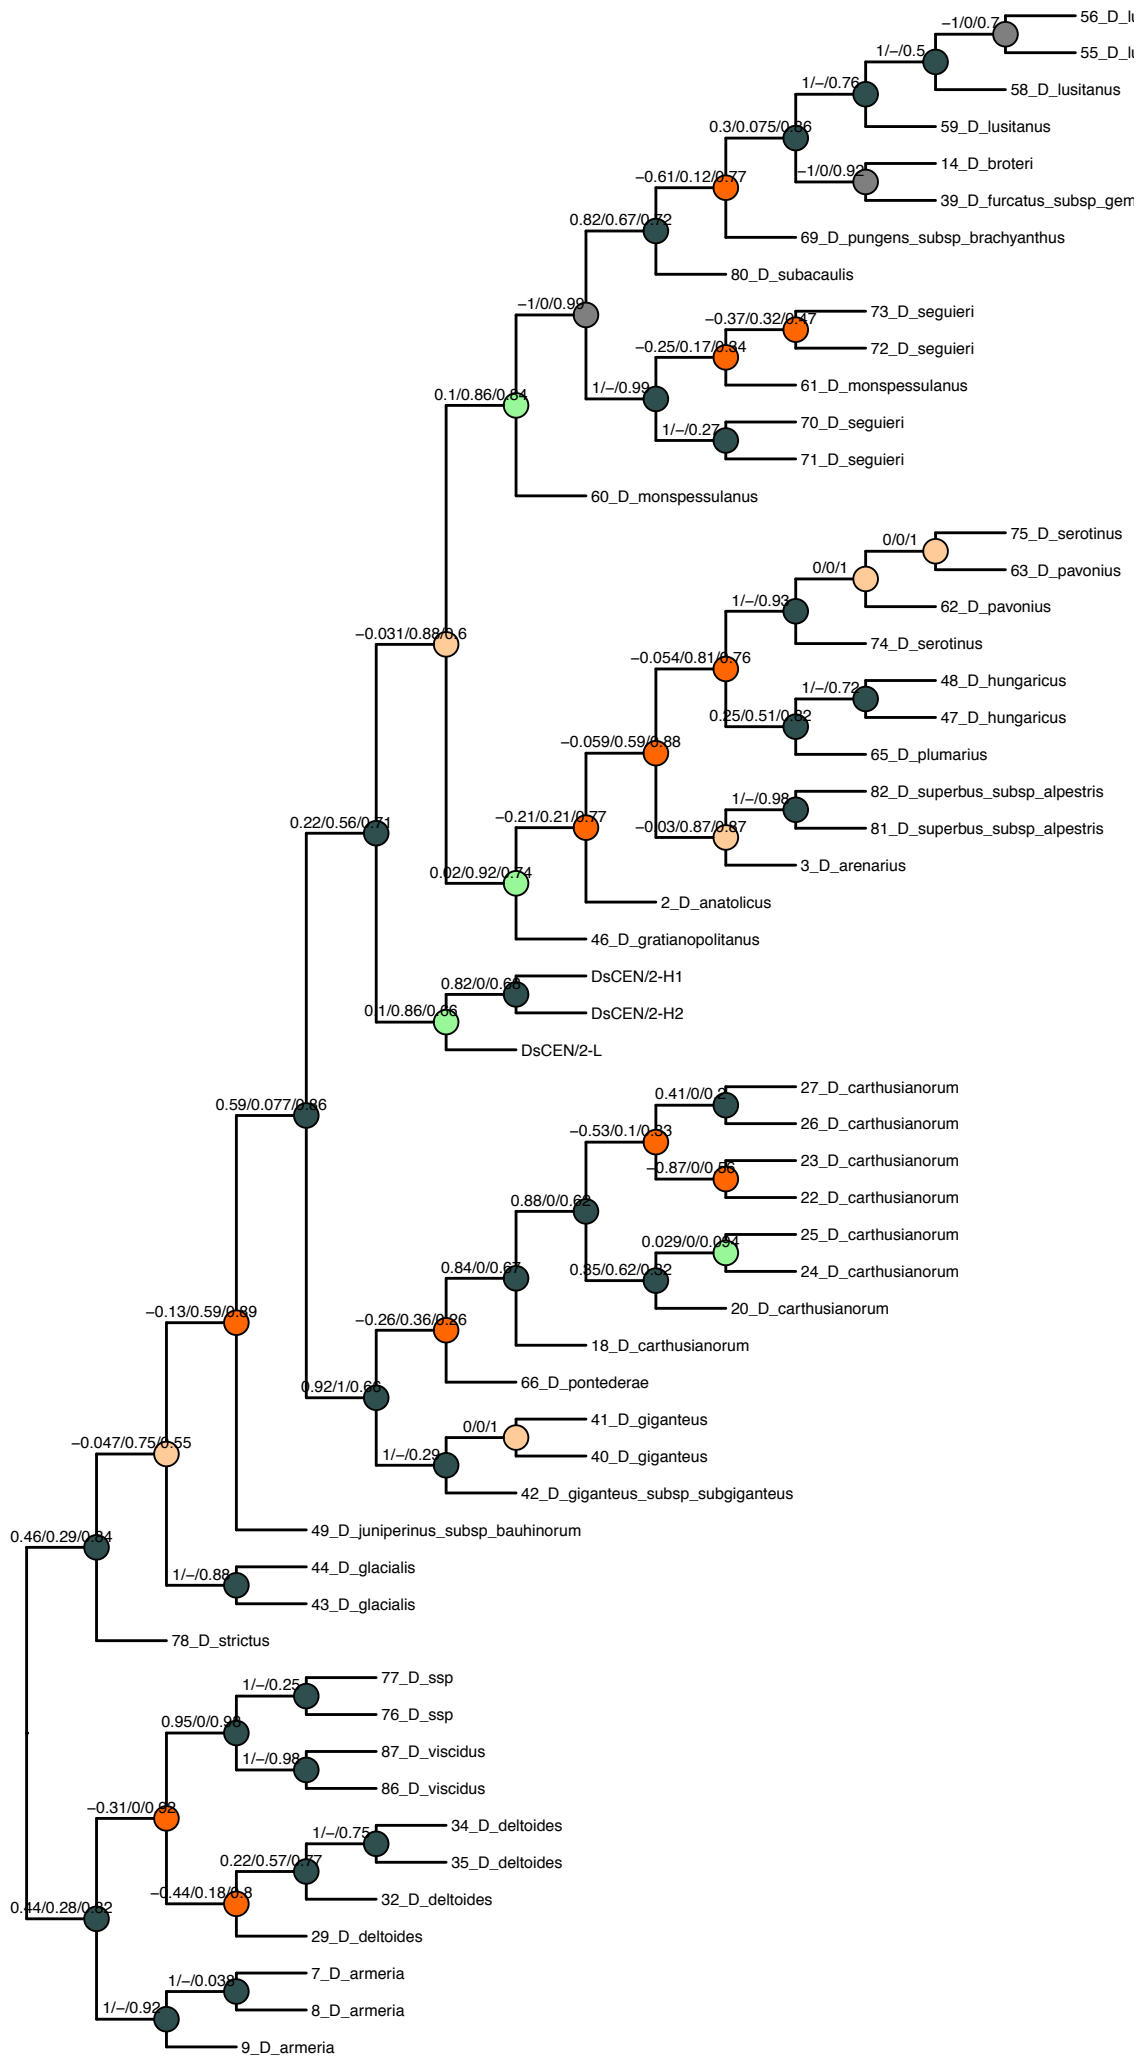 56_D_lu
−1/0/0.7
55_D_lu
1/−/0.5
58_D_lusitanus
1/−/0.76
59_D_lusitanus
0.3/0.075/0.86
14_D_broteri
−1/0/0.92
39_D_furcatus_subsp_gem
−0.61/0.12/0.77
69_D_pungens_subsp_brachyanthus
0.82/0.67/0.72
80_D_subacaulis
−1/0/0.99
73_D_seguieri
−0.37/0.32/0.47
72_D_seguieri
−0.25/0.17/0.34
61_D_monspessulanus
1/−/0.99
70_D_seguieri
1/−/0.27
71_D_seguieri
0.1/0.86/0.84
60_D_monspessulanus
75_D_serotinus
0/0/1
63_D_pavonius
0/0/1
62_D_pavonius
1/−/0.93
74_D_serotinus
−0.031/0.88/0.6
−0.054/0.81/0.76
48_D_hungaricus
1/−/0.72
47_D_hungaricus
0.25/0.51/0.82
65_D_plumarius
−0.059/0.59/0.88
82_D_superbus_subsp_alpestris
1/−/0.98
81_D_superbus_subsp_alpestris
−0.03/0.87/0.87
3_D_arenarius
−0.21/0.21/0.77
0.22/0.56/0.71
2_D_anatolicus
0.02/0.92/0.74
46_D_gratianopolitanus
DsCEN/2-H1
0.82/0/0.68
DsCEN/2-H2
0.1/0.86/0.66
DsCEN/2-L
27_D_carthusianorum
0.41/0/0.2
26_D_carthusianorum
0.59/0.077/0.86
−0.53/0.1/0.33
23_D_carthusianorum
−0.87/0/0.56
22_D_carthusianorum
0.88/0/0.62
25_D_carthusianorum
0.029/0/0.094
24_D_carthusianorum
0.35/0.62/0.32
20_D_carthusianorum
0.84/0/0.67
18_D_carthusianorum
−0.26/0.36/0.26
66_D_pontederae
0.92/1/0.66
41_D_giganteus
0/0/1
40_D_giganteus
1/−/0.29
42_D_giganteus_subsp_subgiganteus
−0.13/0.59/0.89
49_D_juniperinus_subsp_bauhinorum
−0.047/0.75/0.55
44_D_glacialis
1/−/0.88
43_D_glacialis
0.46/0.29/0.84
78_D_strictus
77_D_ssp
1/−/0.25
76_D_ssp
0.95/0/0.98
87_D_viscidus
1/−/0.98
86_D_viscidus
−0.31/0/0.92
34_D_deltoides
1/−/0.75
35_D_deltoides
0.22/0.57/0.77
32_D_deltoides
−0.44/0.18/0.8
29_D_deltoides
0.44/0.28/0.82
7_D_armeria
1/−/0.038
8_D_armeria
1/−/0.92
9_D_armeria